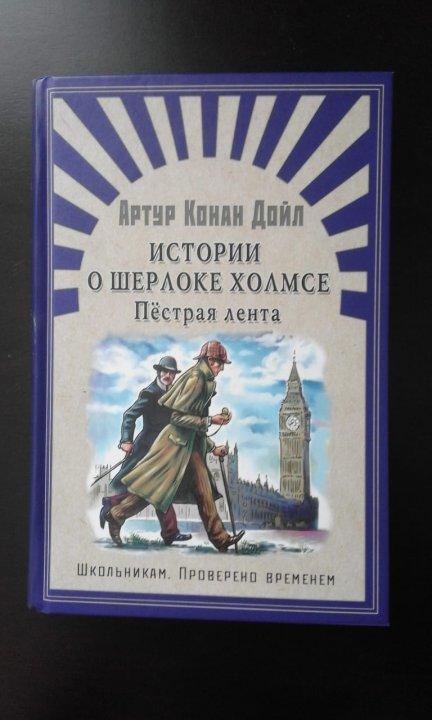 Артур Конан Дойл
ИСТОРИИ
О ШЕРЛОКЕ ХОЛМСЕ
Пёстрая лента
Школьникам. Проверено временем